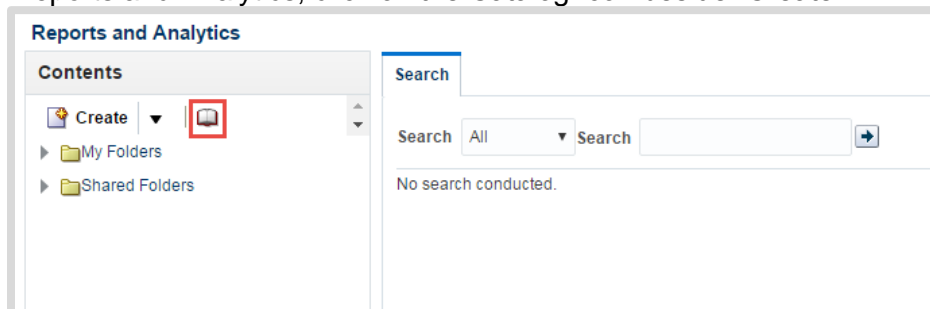 Reports and Analytics
Contents
Create
My Folders
Shared Folders
Search
Search All Search
No search conducted.